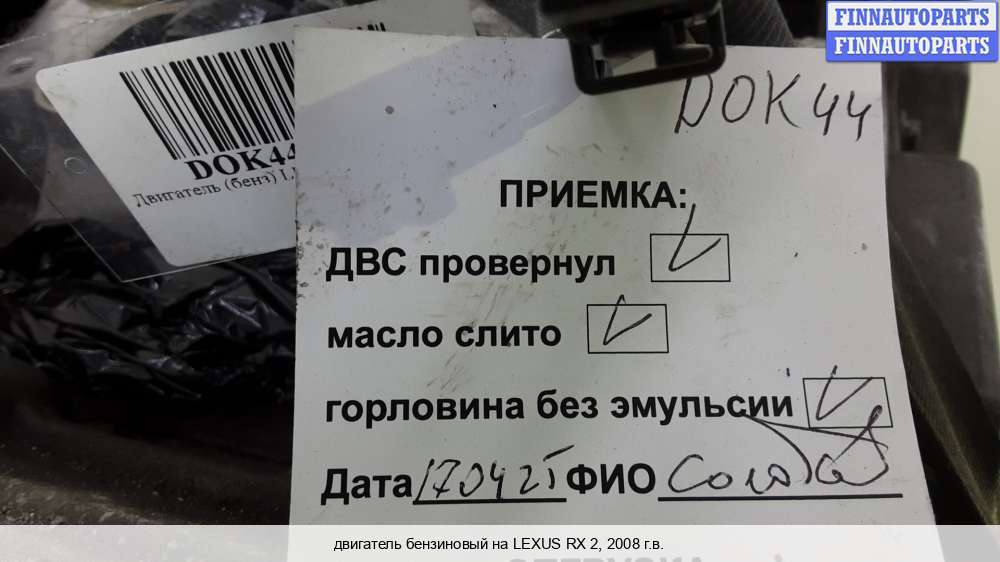 FINNAUTOPARTS
FINNAUTOPARTS
DOK44
Двигатель (бенз)
DOK44
ПРИЕМКА:
ДВС провернул
масло слито
горловина без эмульсии
Дата 170425 ФИО
двигатель бензиновый на LEXUS RX 2, 2008 г.в.